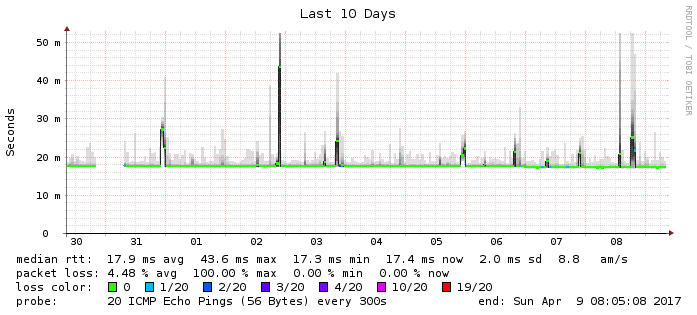 Last 10 Days
RRDTOOL / TOBI OETIKER
Seconds
50 m
40 m
30 m
20 m
10 m
0
30 31 01 02 03 04 05 06 07 08
median rtt: 17.9 ms avg 43.6 ms max 17.3 ms min 17.4 ms now 2.0 ms sd 8.8 am/s
packet loss: 4.48 % avg 100.00 % max 0.00 % min 0.00 % now
loss color: 0 1/20 2/20 3/20 4/20 10/20 19/20
probe: 20 ICMP Echo Pings (56 Bytes) every 300s end: Sun Apr 9 08:05:08 2017